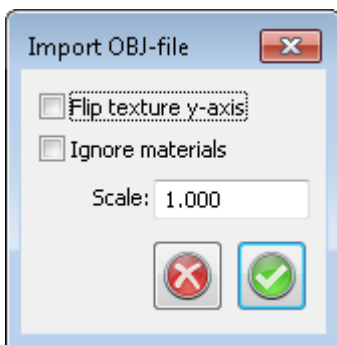 Import OBJ-file
Flip texture y-axis
Ignore materials
Scale: 1.000